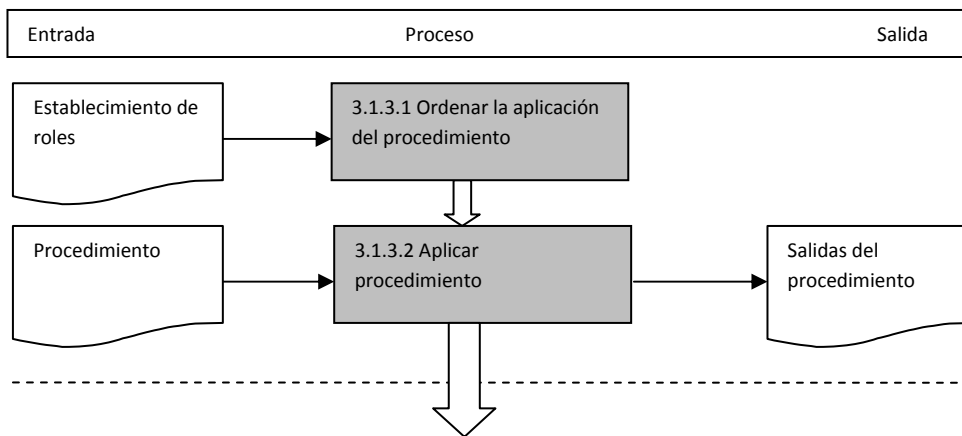 Entrada Proceso Salida
Establecimiento de
roles
3.1.3.1 Ordenar la aplicación
del procedimiento
Procedimiento
3.1.3.2 Aplicar
procedimiento
Salidas del
procedimiento